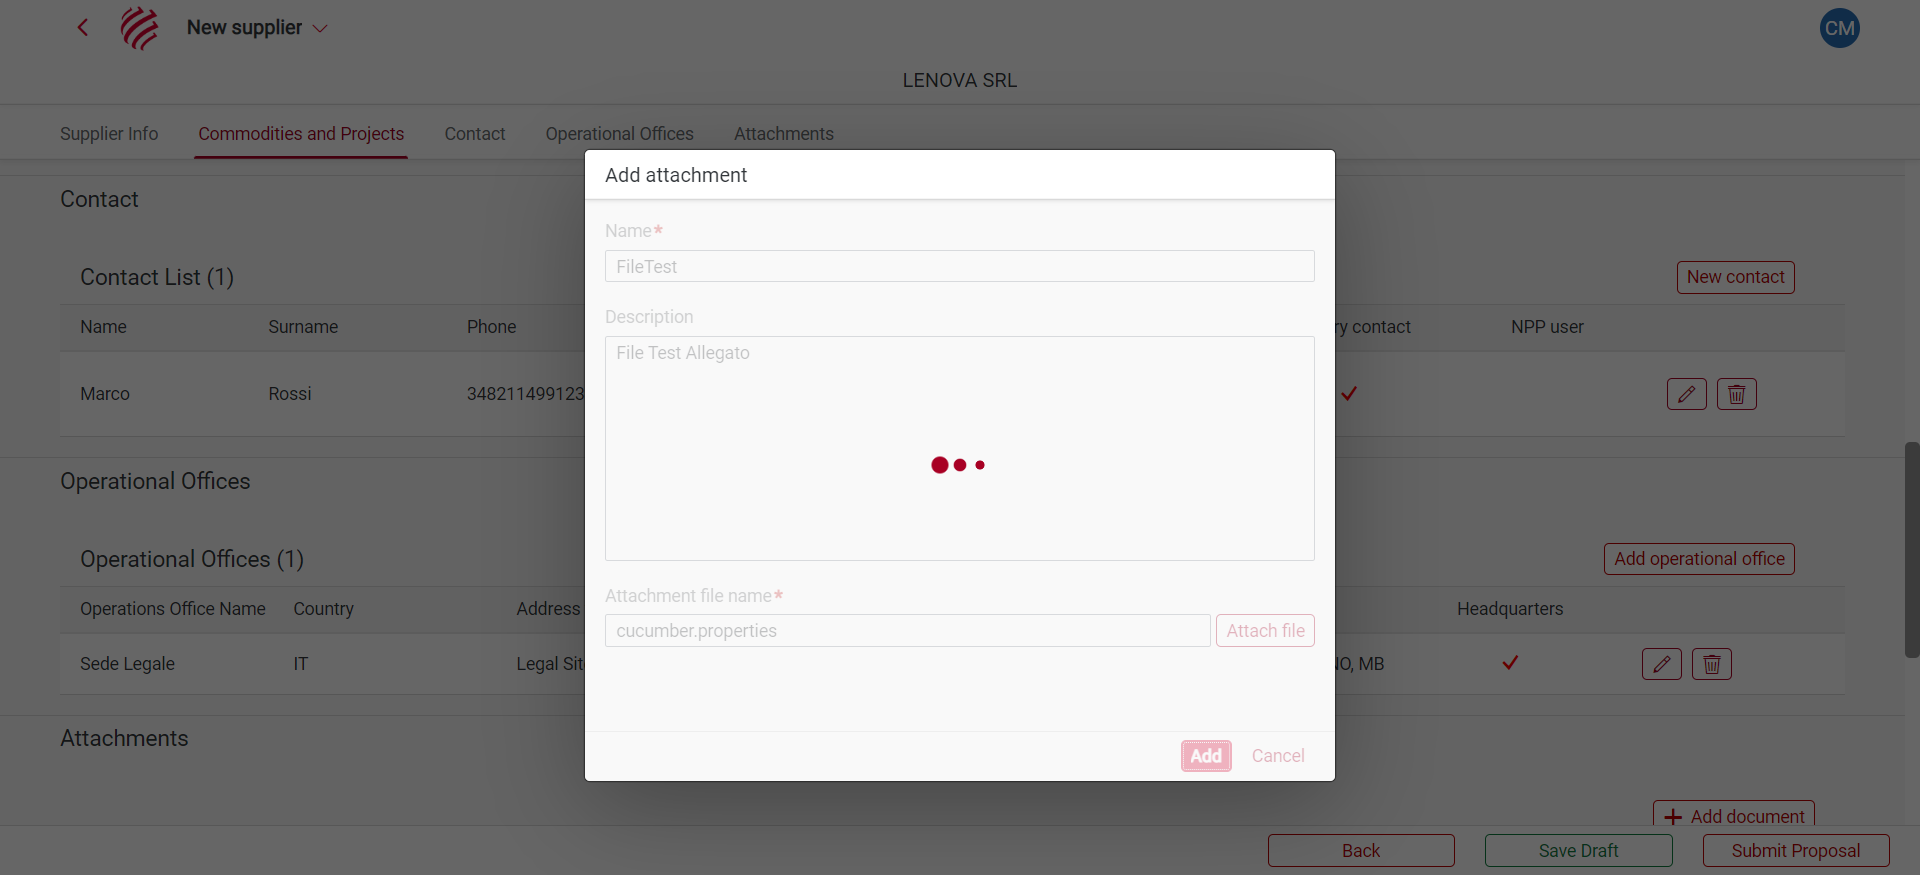 New supplier
CM
LENOVA SRL
Supplier Info Commodities and Projects Contact Operational Offices Attachments
Add attachment
Contact
Name*
FileTest
Contact List (1)
New contact
Description
Name Surname Phone ry contact NPP user
File Test Allegato
Marco Rossi 348211499123
Operational Offices
Operational Offices (1)
Add operational office
Attachment file name*
Operations Office Name Country Address Headquarters
cucumber.properties Attach file
Sede Legale IT Legal Sit NO, MB
Attachments
Add Cancel
Add document
Back Save Draft Submit Proposal